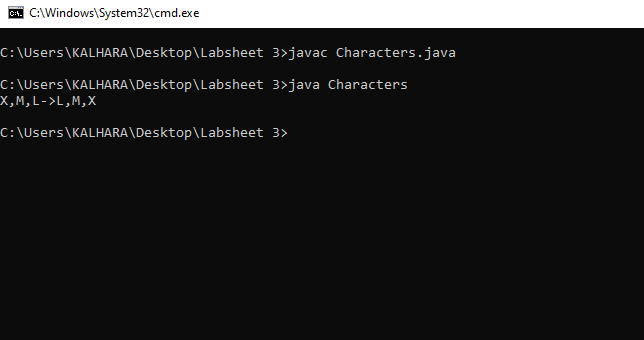 C:\Windows\System32\cmd.exe
C:\Users\KALHARA\Desktop\Labsheet 3>javac Characters.java
C:\Users\KALHARA\Desktop\Labsheet 3>java Characters
X,M,L->L,M,X
C:\Users\KALHARA\Desktop\Labsheet 3>